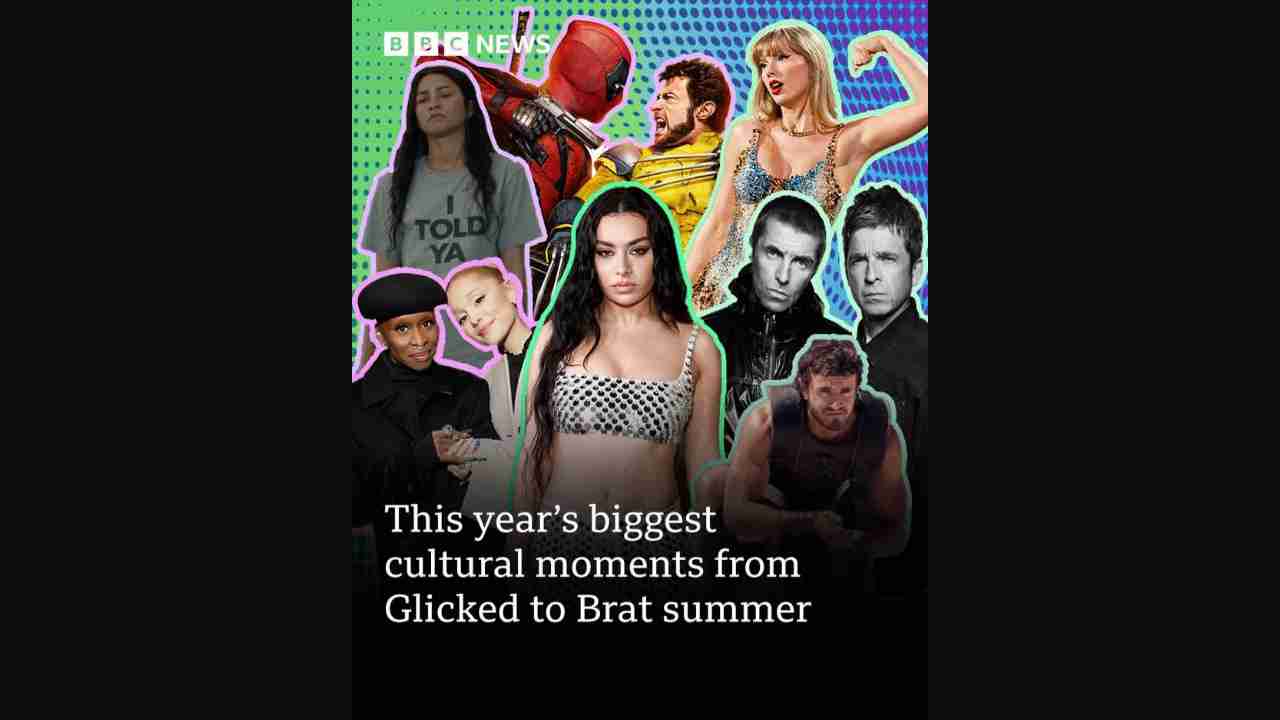 BBC NEWS
I
TOLD
YA
This year’s biggest
cultural moments from
Glicked to Brat summer